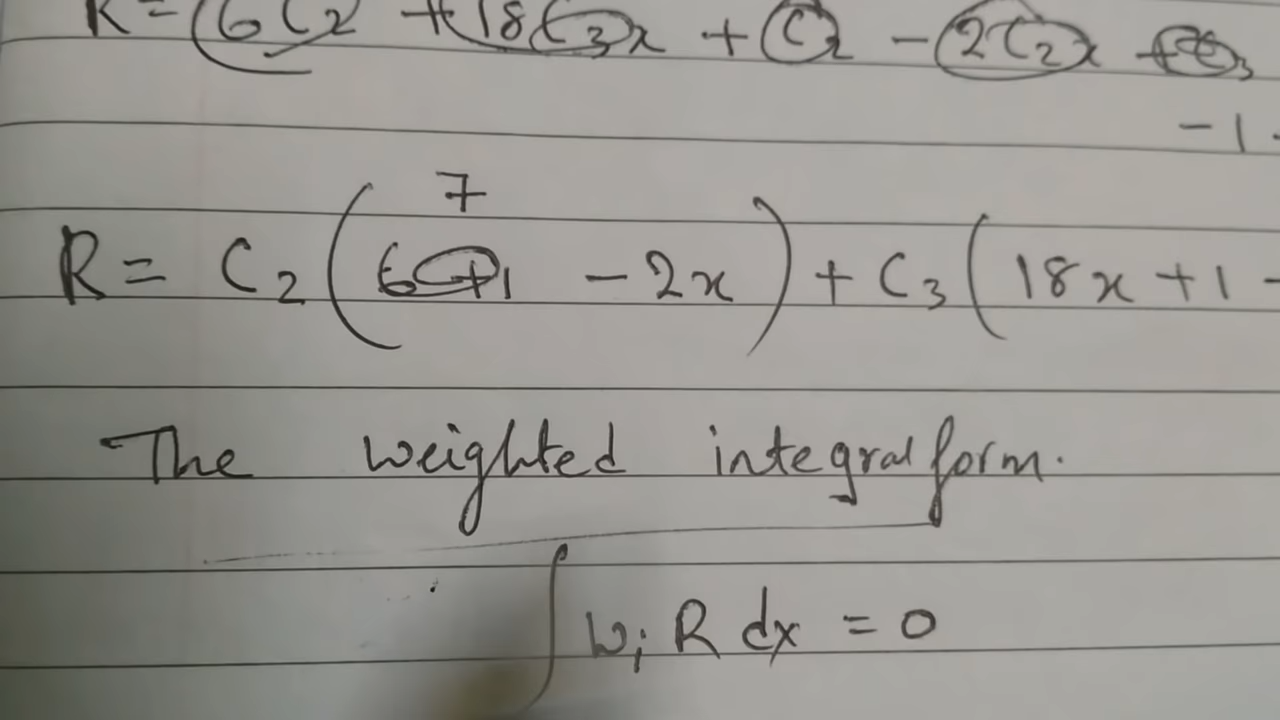 R = 6C2 + 18C3x + C2 - 2C2x + C3
- 1
7
R = C2 ( 6+1 - 2x ) + C3 ( 18x + 1 -
The weighted integral form.
∫ wi R dx = 0